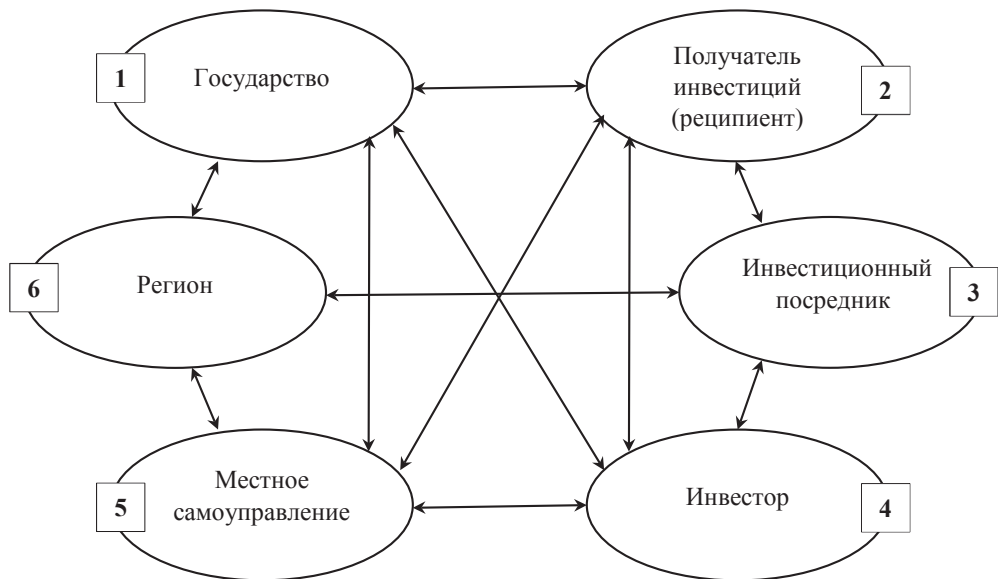 1
Государство
Получатель
инвестиций
(реципиент)
2
6
Регион
Инвестиционный
посредник
3
5
Местное
самоуправление
Инвестор
4